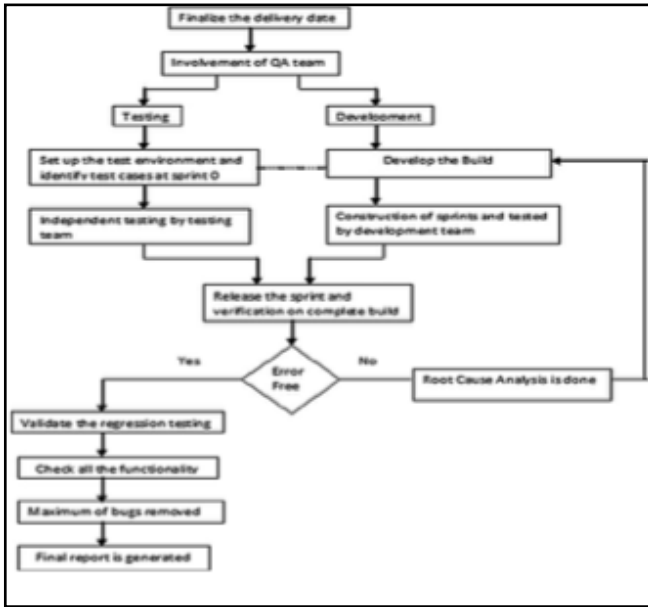 Finalize the delivery date
Involvement of QA team
Testing
Development
Set up the test environment and
identify test cases at sprint 0
Develop the Build
Independent testing by testing
team
Construction of sprints and tested
by development team
Release the sprint and
verification on complete build
Yes
Error
Free
No
Root Cause Analysis is done
Validate the regression testing
Check all the functionality
Maximum of bugs removed
Final report is generated